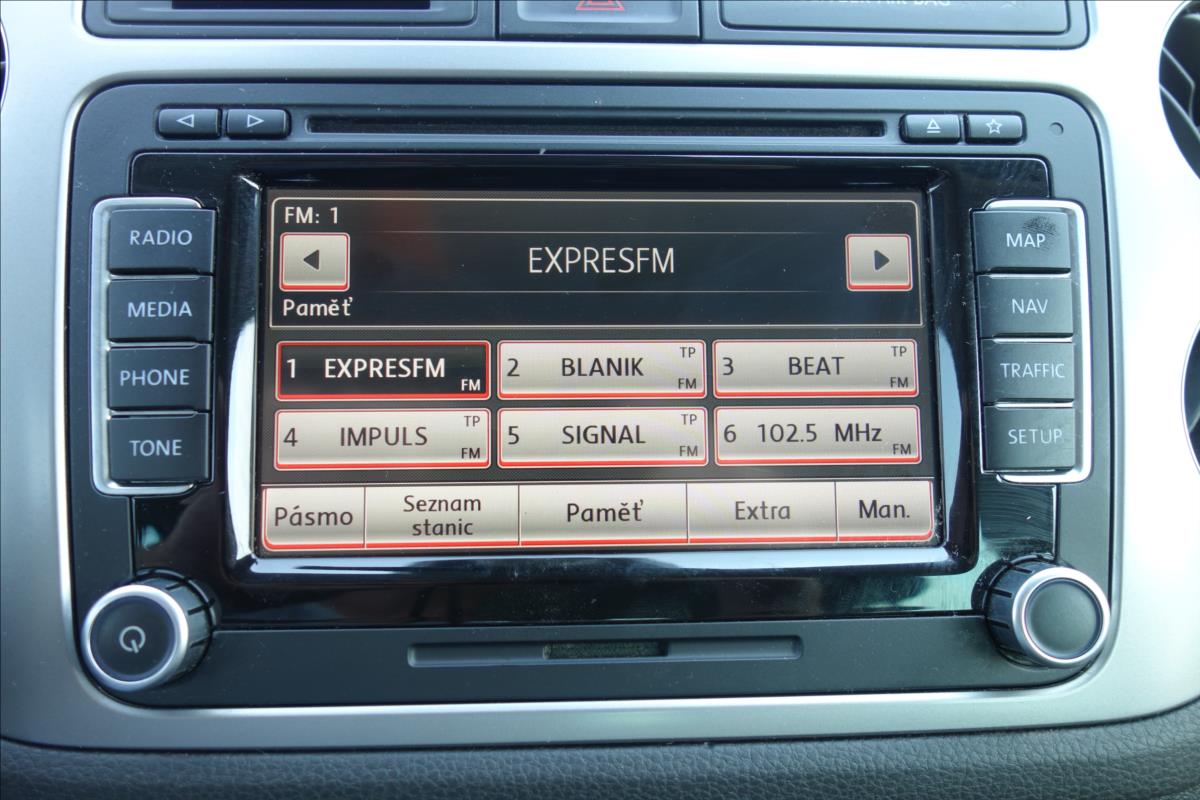 AIR BAG
RADIO
MEDIA
PHONE
TONE
FM: 1
EXPRESFM
Paměť
1 EXPRESFM FM
2 BLANIK TP FM
3 BEAT TP FM
4 IMPULS TP FM
5 SIGNAL TP FM
6 102.5 MHz FM
Pásmo
Seznam
stanic
Paměť
Extra
Man.
MAP
NAV
TRAFFIC
SETUP